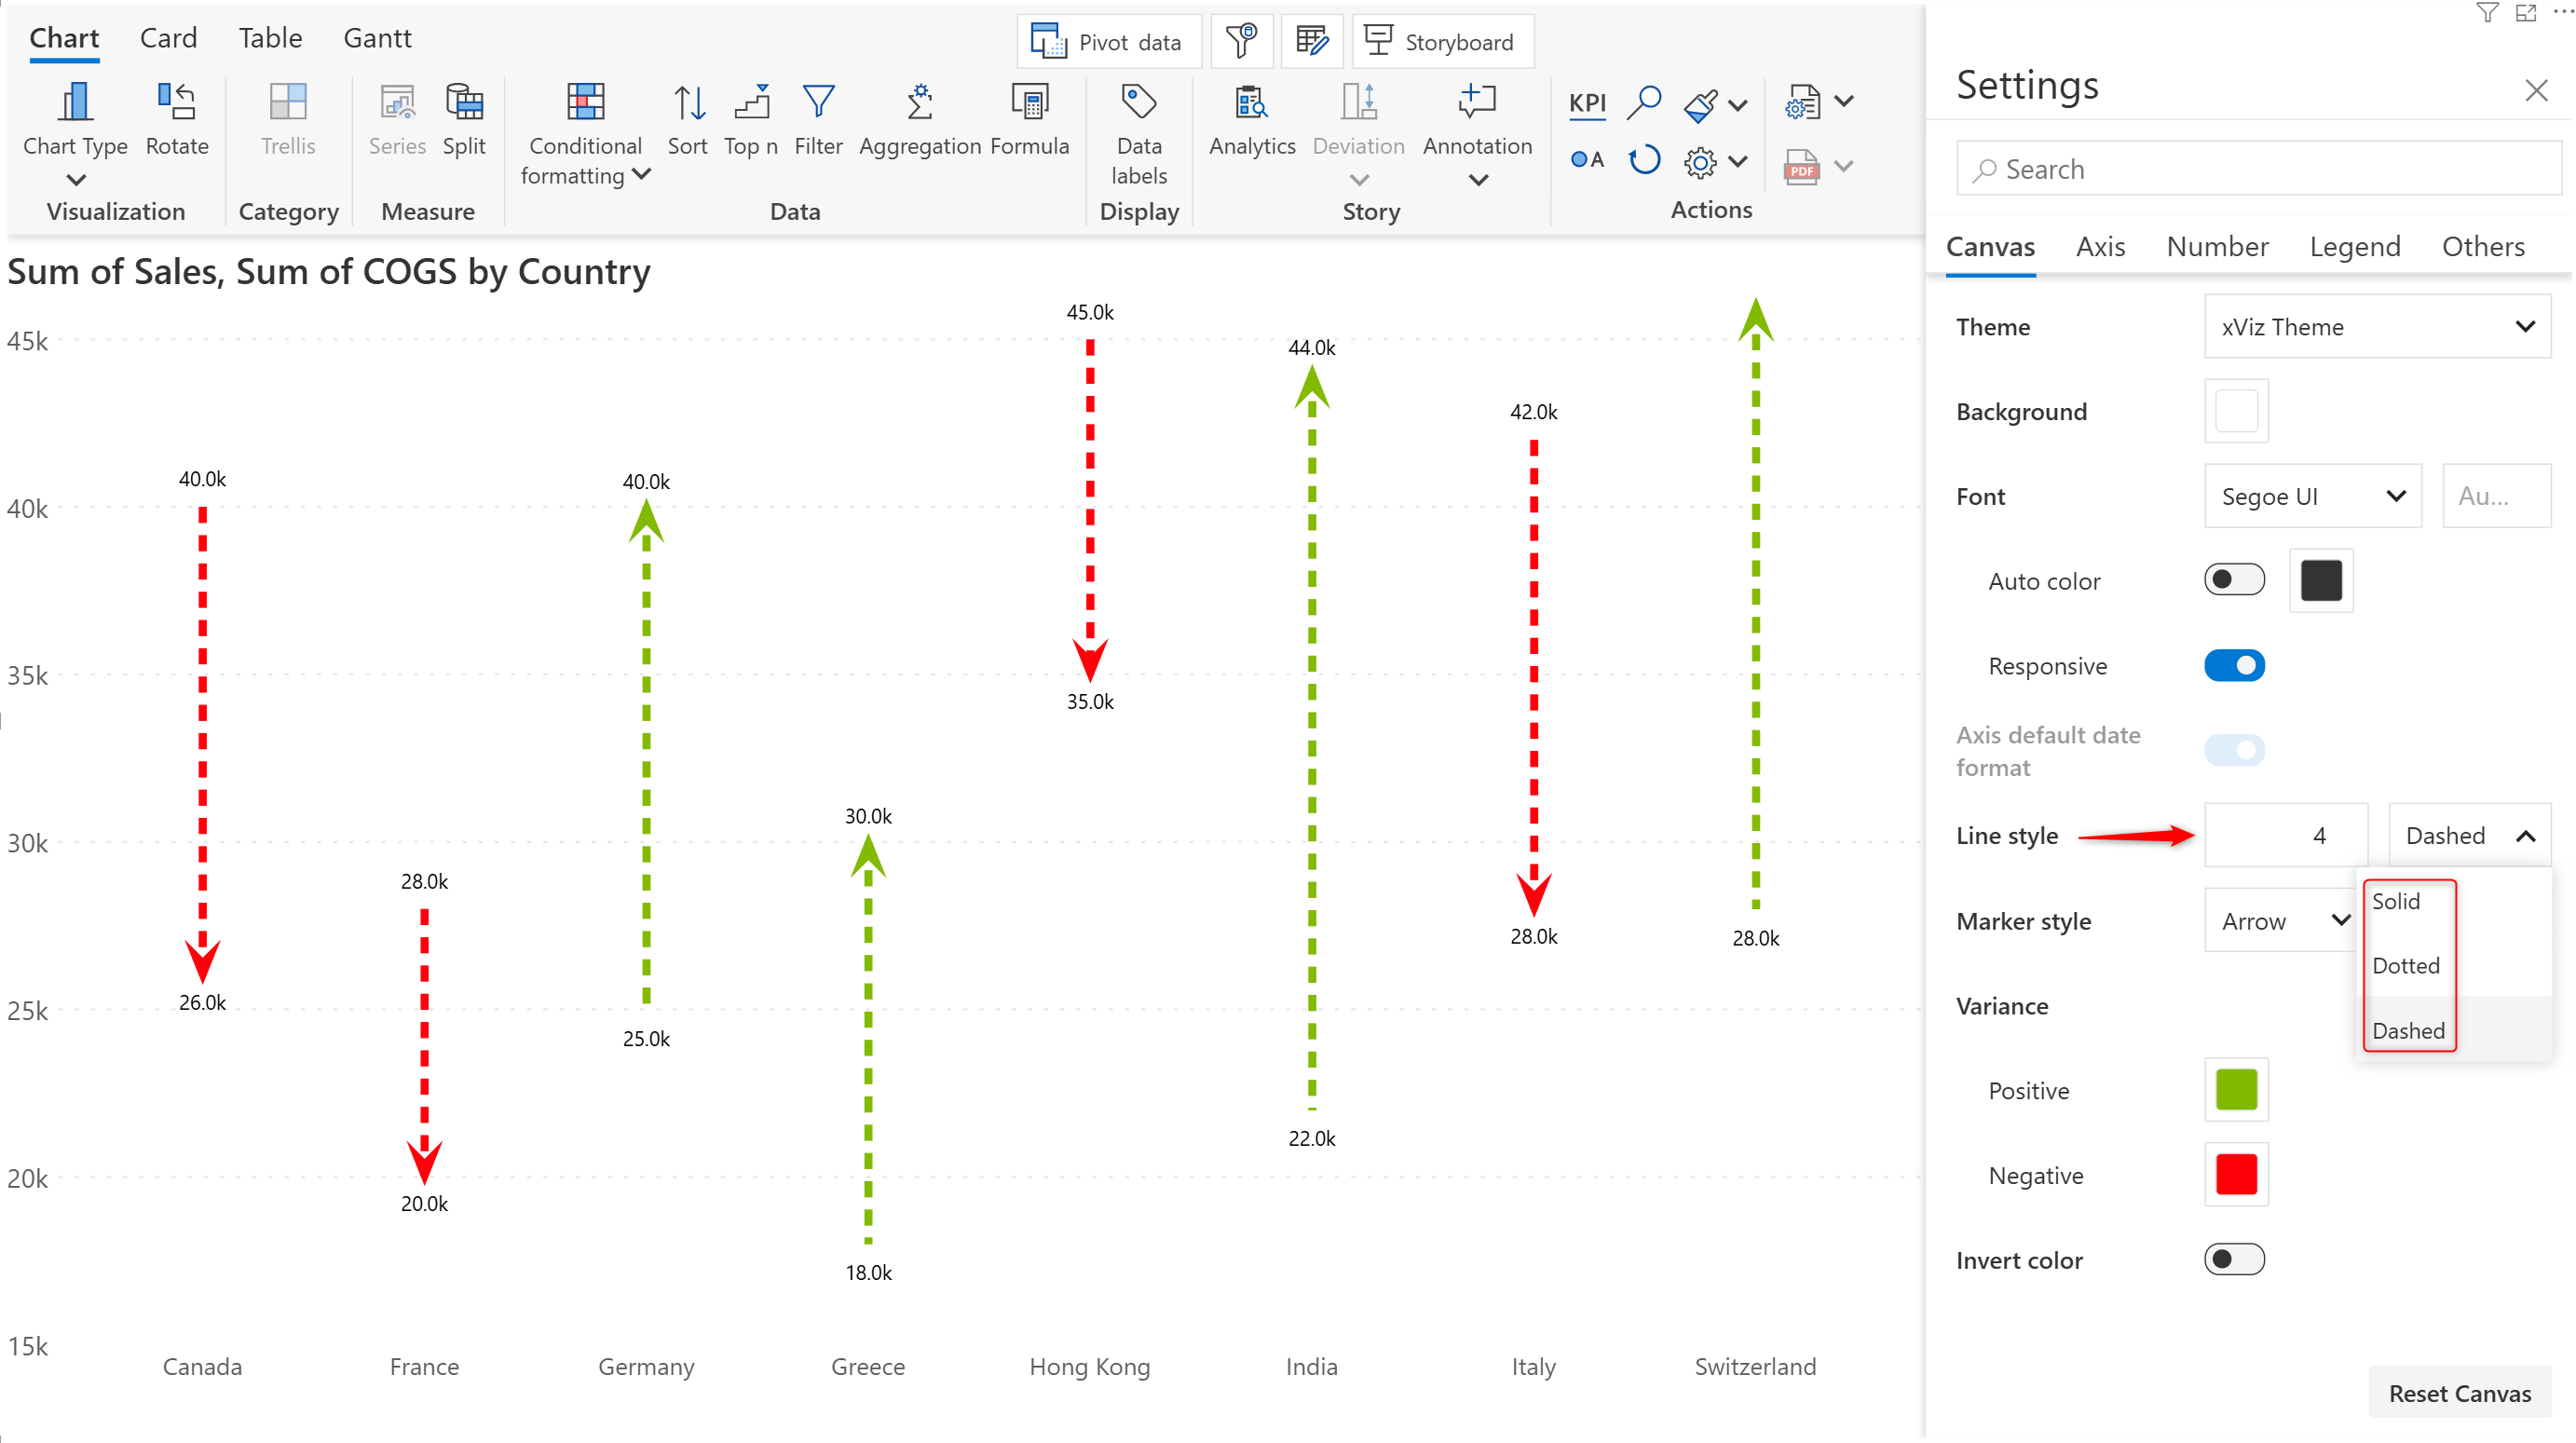 Chart Card Table Gantt
Pivot data Storyboard
Chart Type Rotate Trellis Series Split Conditional formatting Sort Top n Filter Aggregation Formula Data labels Analytics Deviation Annotation
KPI
A
PDF
Visualization Category Measure Data Display Story Actions
Sum of Sales, Sum of COGS by Country
45k
40k
35k
30k
25k
20k
15k
40.0k
26.0k
28.0k
20.0k
40.0k
25.0k
30.0k
18.0k
45.0k
35.0k
44.0k
22.0k
42.0k
28.0k
28.0k
Canada France Germany Greece Hong Kong India Italy Switzerland
Settings
Search
Canvas Axis Number Legend Others
Theme xViz Theme
Background
Font Segoe UI Au...
Auto color
Responsive
Axis default date
format
Line style 4 Dashed
Solid
Marker style Arrow
Dotted
Variance
Dashed
Positive
Negative
Invert color
Reset Canvas